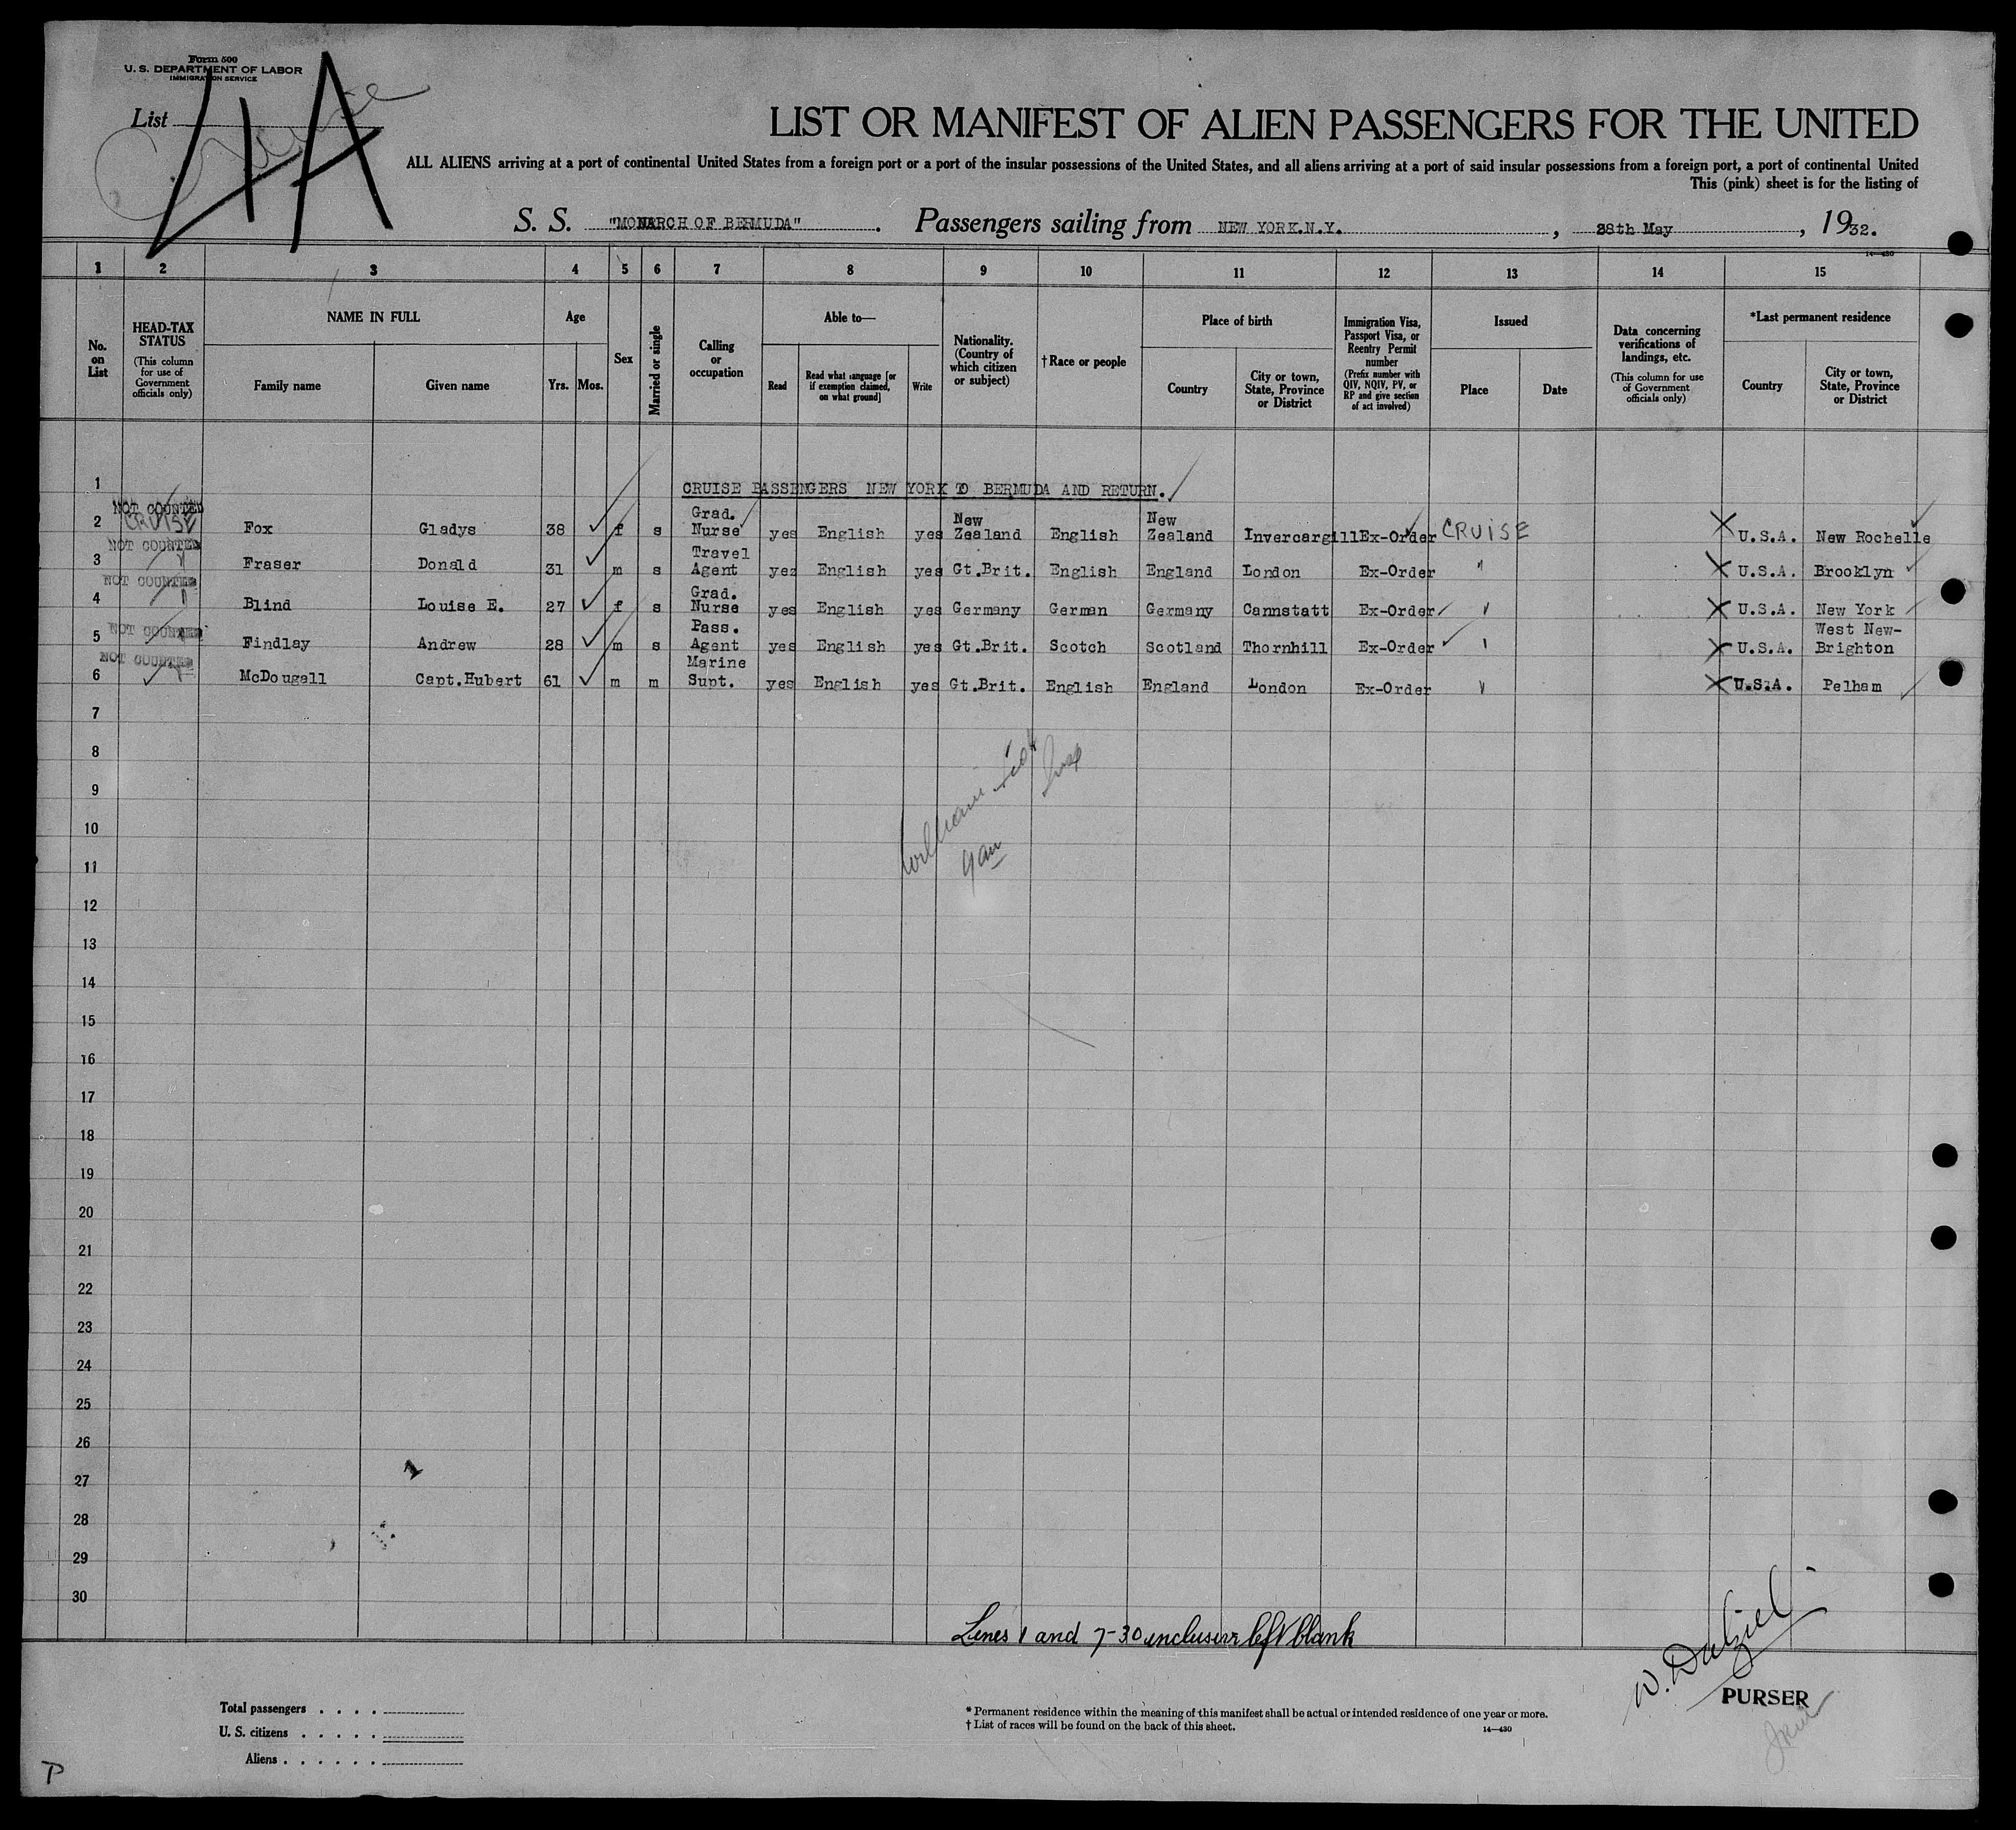 Form 500
U. S. DEPARTMENT OF LABOR
IMMIGRATION SERVICE
List
Cruise
LIST OR MANIFEST OF ALIEN PASSENGERS FOR THE UNITED
ALL ALIENS arriving at a port of continental United States from a foreign port or a port of the insular possessions of the United States, and all aliens arriving at a port of said insular possessions from a foreign port, a port of continental United
This (pink) sheet is for the listing of
S. S. "MONARCH OF BERMUDA". Passengers sailing from NEW YORK.N.Y., 28th May, 1932.
14—430
1 2 3 4 5 6 7 8 9 10 11 12 13 14 15
No. on List
HEAD-TAX STATUS (This column for use of Government officials only)
NAME IN FULL
Family name Given name
Age
Yrs. Mos.
Sex
Married or single
Calling or occupation
Able to—
Read
Read what language [or if exemption claimed, on what ground]
Write
Nationality. (Country of which citizen or subject)
† Race or people
Place of birth
Country
City or town, State, Province or District
Immigration Visa, Passport Visa, or Reentry Permit number (Prefix number with QIV, NQIV, PV, or RP and give section of act involved)
Issued
Place Date
Data concerning verifications of landings, etc. (This column for use of Government officials only)
*Last permanent residence
Country
City or town, State, Province or District
1 CRUISE PASSENGERS NEW YORK TO BERMUDA AND RETURN.
NOT COUNTED CRUISE
2 Fox Gladys 38 f s Grad. Nurse yes English yes New Zealand English New Zealand Invercargill Ex-Order CRUISE U.S.A. New Rochelle
NOT COUNTED
3 Fraser Donald 31 m s Travel Agent yes English yes Gt.Brit. English England London Ex-Order " U.S.A. Brooklyn
NOT COUNTED
4 Blind Louise E. 27 f s Grad. Nurse yes English yes Germany German Germany Cannstatt Ex-Order " U.S.A. New York
NOT COUNTED
5 Findlay Andrew 28 m s Pass. Agent yes English yes Gt.Brit. Scotch Scotland Thornhill Ex-Order " U.S.A. West New-Brighton
NOT COUNTED
6 McDougall Capt.Hubert 61 m m Marine Supt. yes English yes Gt.Brit. English England London Ex-Order " U.S.A. Pelham
7
8
9
10
11
12
13
14
15
16
17
18
19
20
21
22
23
24
25
26
27
28
29
30
Lines 1 and 7-30 inclusive left blank
W. Dalziel
PURSER
Total passengers . . . .
U. S. citizens . . . . .
Aliens . . . . . .
* Permanent residence within the meaning of this manifest shall be actual or intended residence of one year or more.
† List of races will be found on the back of this sheet.
14—430
P